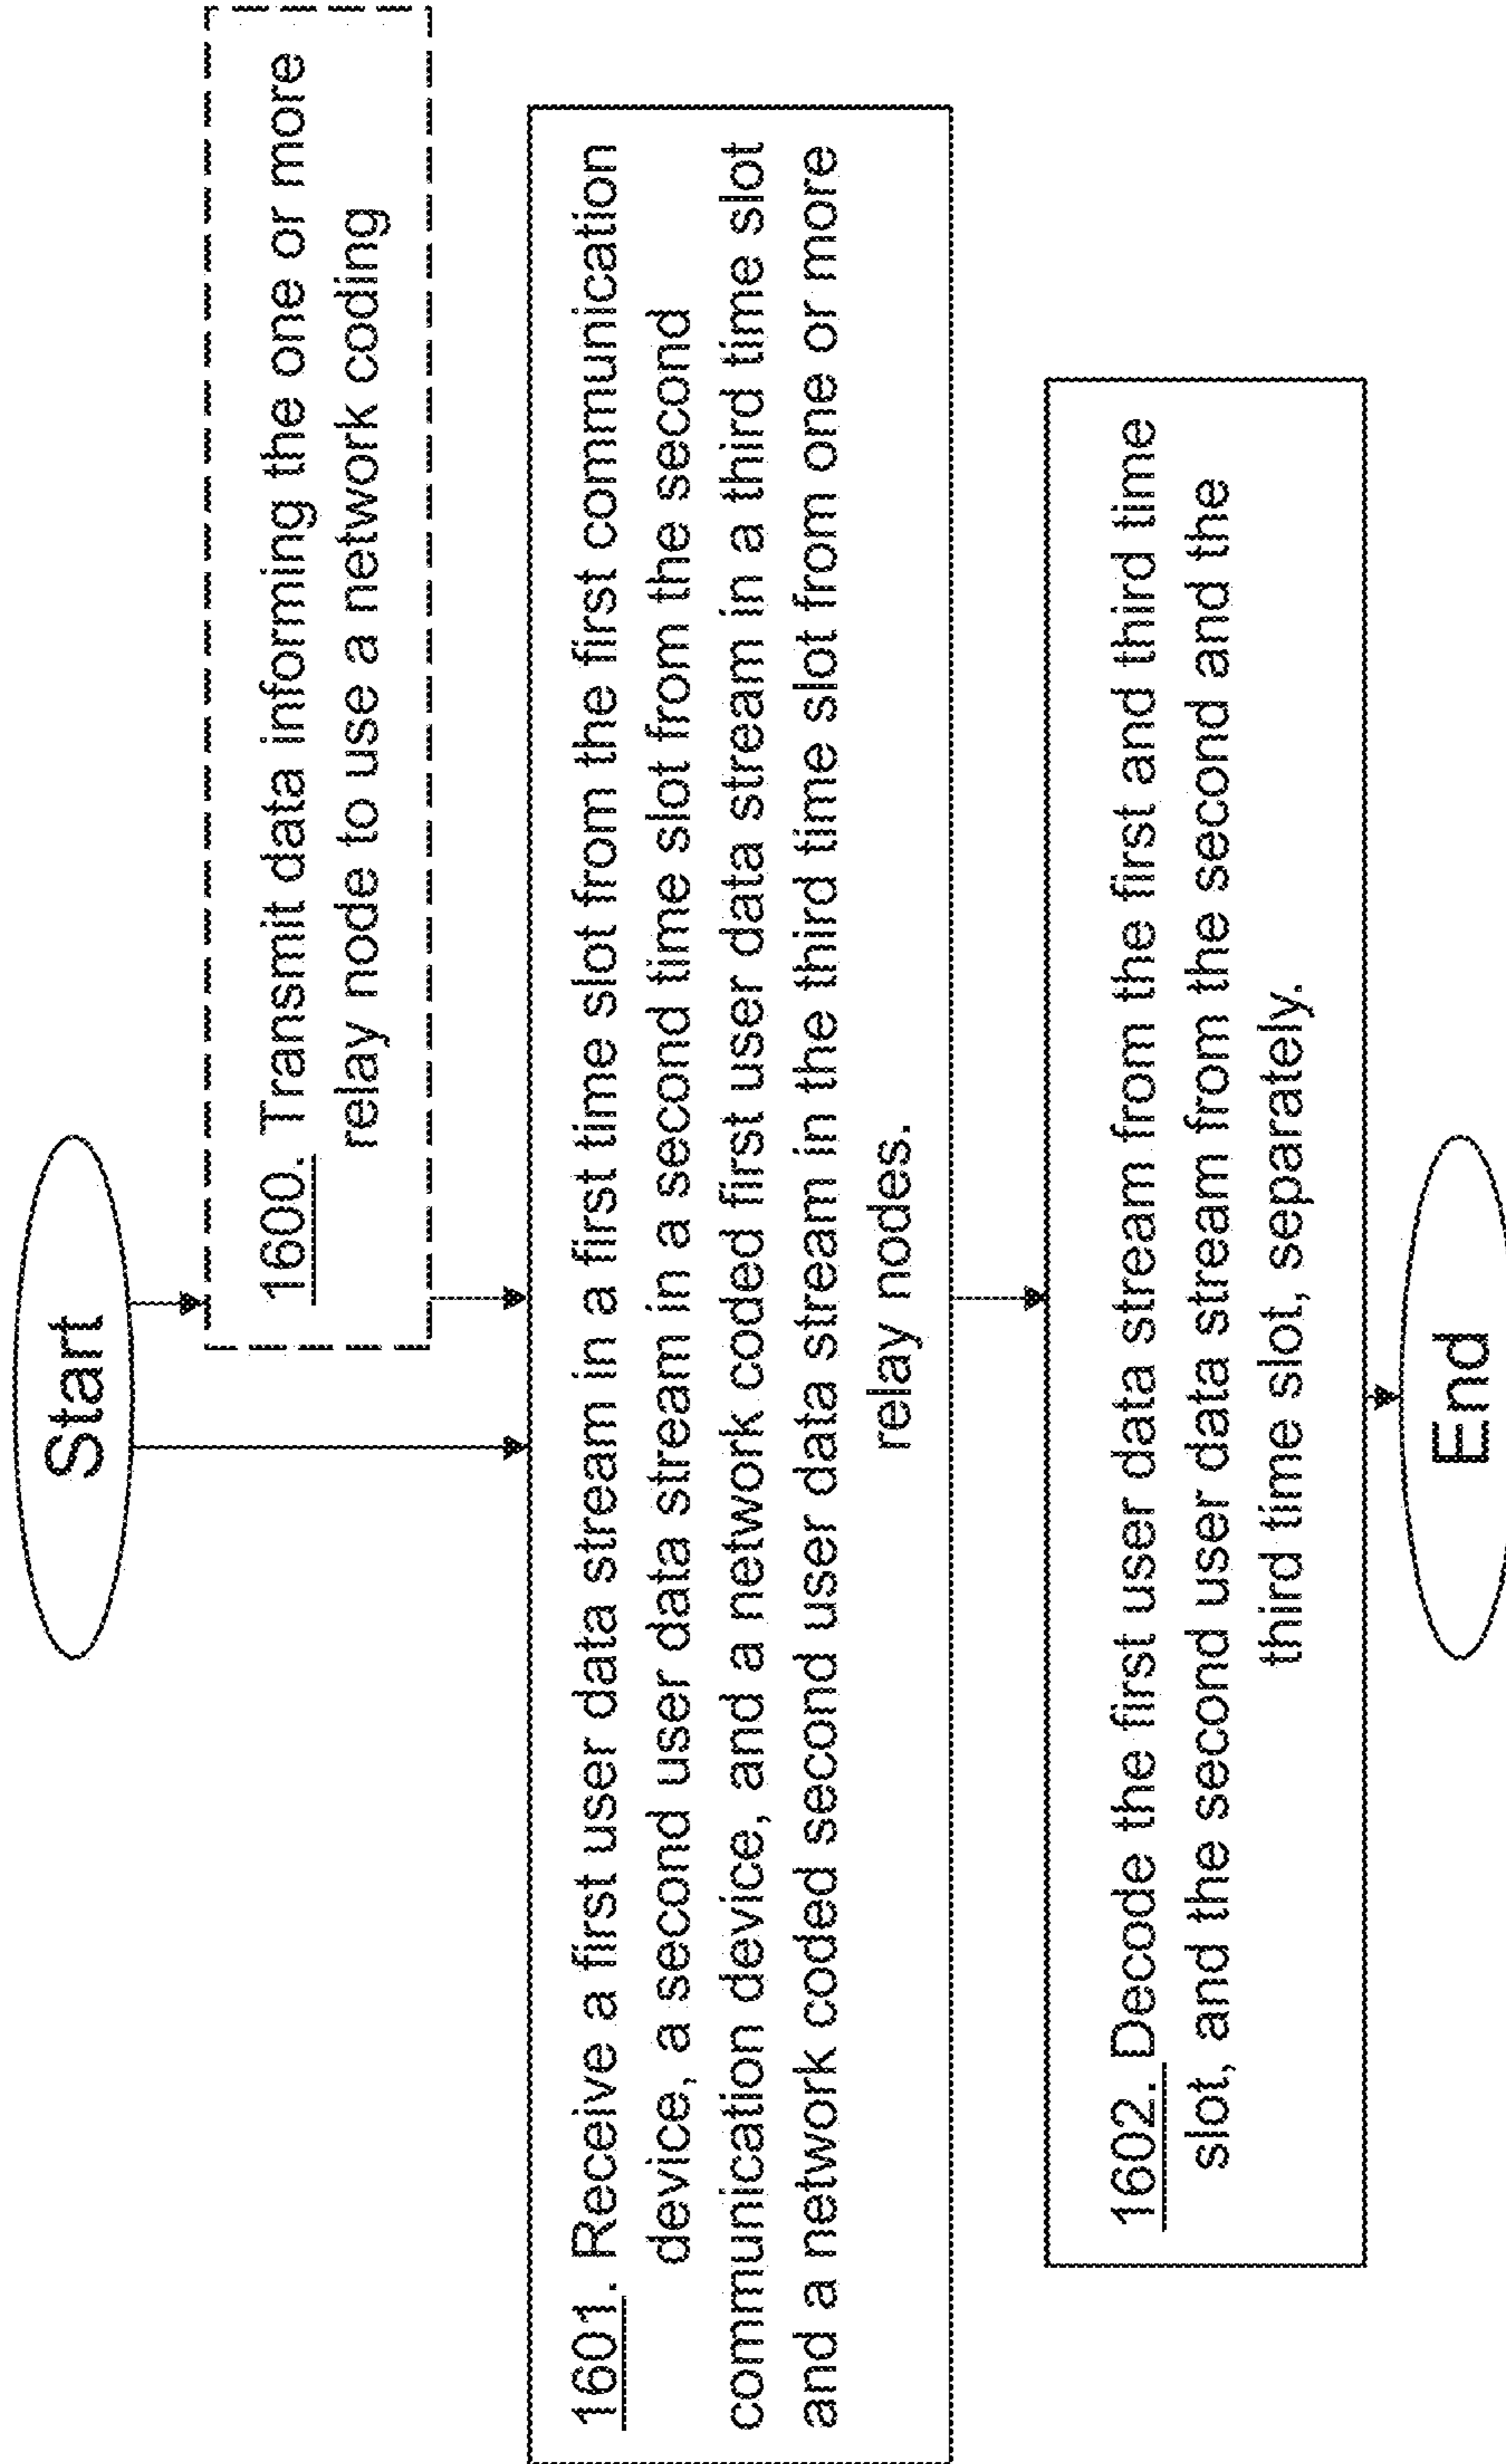 Start
1600. Transmit data informing the one or more
relay node to use a network coding
1601. Receive a first user data stream in a first time slot from the first communication
device, a second user data stream in a second time slot from the second
communication device, and a network coded first user data stream in a third time slot
and a network coded second user data stream in the third time slot from one or more
relay nodes.
1602. Decode the first user data stream from the first and third time
slot, and the second user data stream from the second and the
third time slot, separately.
End